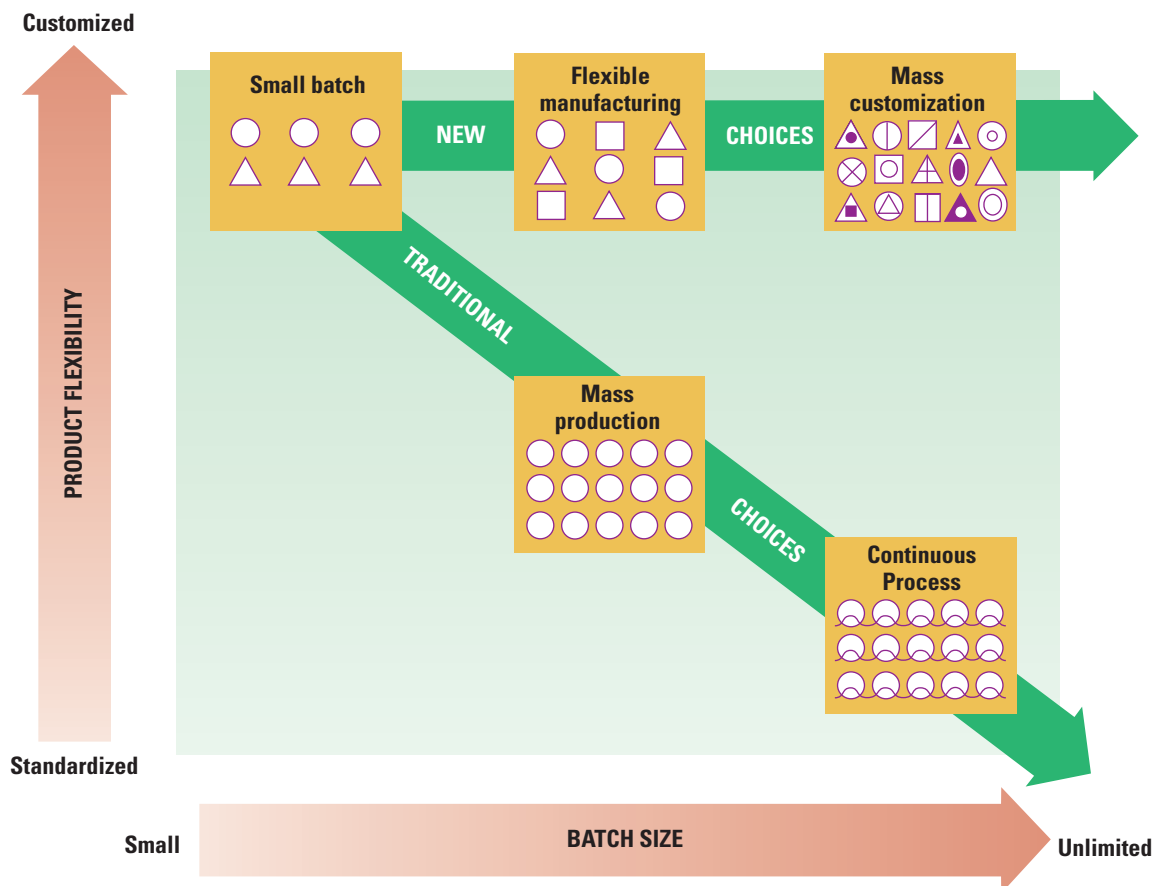 Customized
Small batch
Flexible
manufacturing
Mass
customization
NEW
CHOICES
TRADITIONAL
PRODUCT FLEXIBILITY
Mass
production
CHOICES
Continuous
Process
Standardized
Small
BATCH SIZE
Unlimited